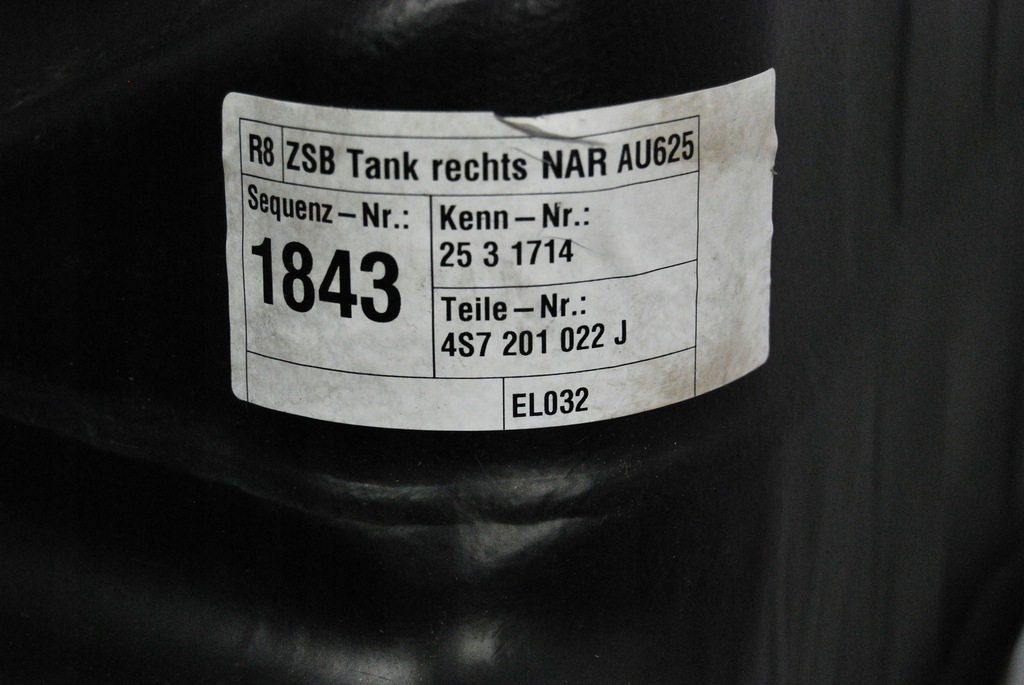 R8 ZSB Tank rechts NAR AU625
Sequenz – Nr.:
1843
Kenn – Nr.:
25 3 1714
Teile – Nr.:
4S7 201 022 J
EL032